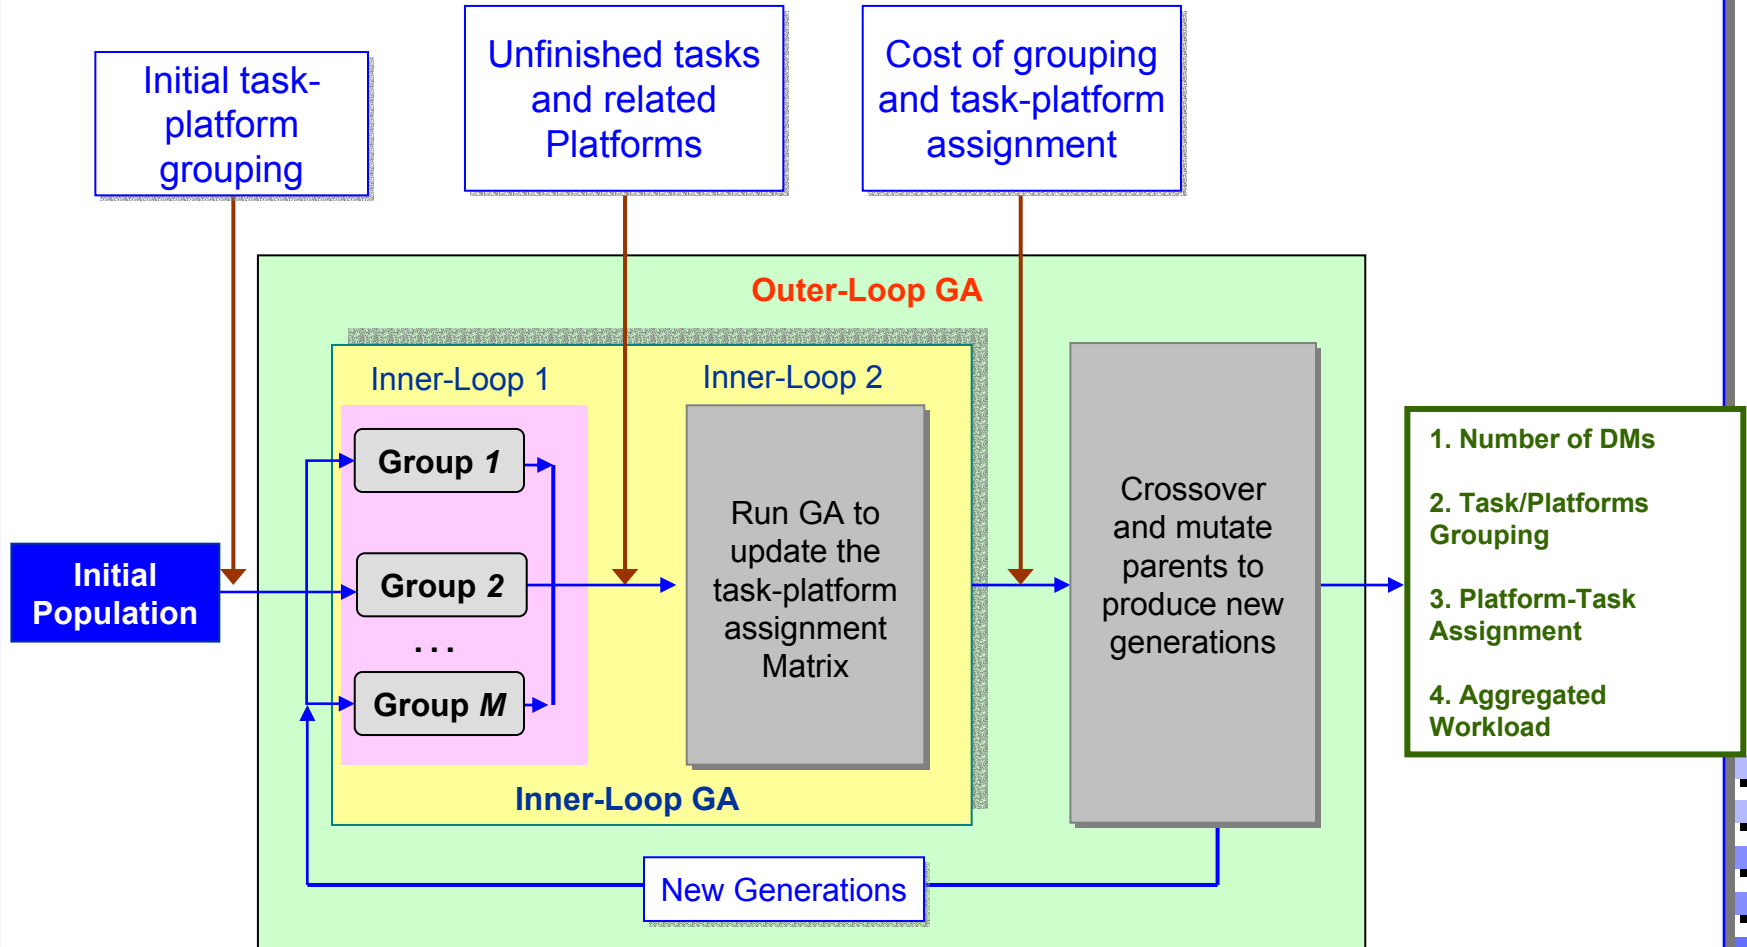 Initial task-
platform
grouping
Unfinished tasks
and related
Platforms
Cost of grouping
and task-platform
assignment
Outer-Loop GA
Inner-Loop 1
Inner-Loop 2
Group 1
Group 2
...
Group M
Initial
Population
Run GA to
update the
task-platform
assignment
Matrix
Inner-Loop GA
Crossover
and mutate
parents to
produce new
generations
New Generations
1. Number of DMs
2. Task/Platforms
Grouping
3. Platform-Task
Assignment
4. Aggregated
Workload